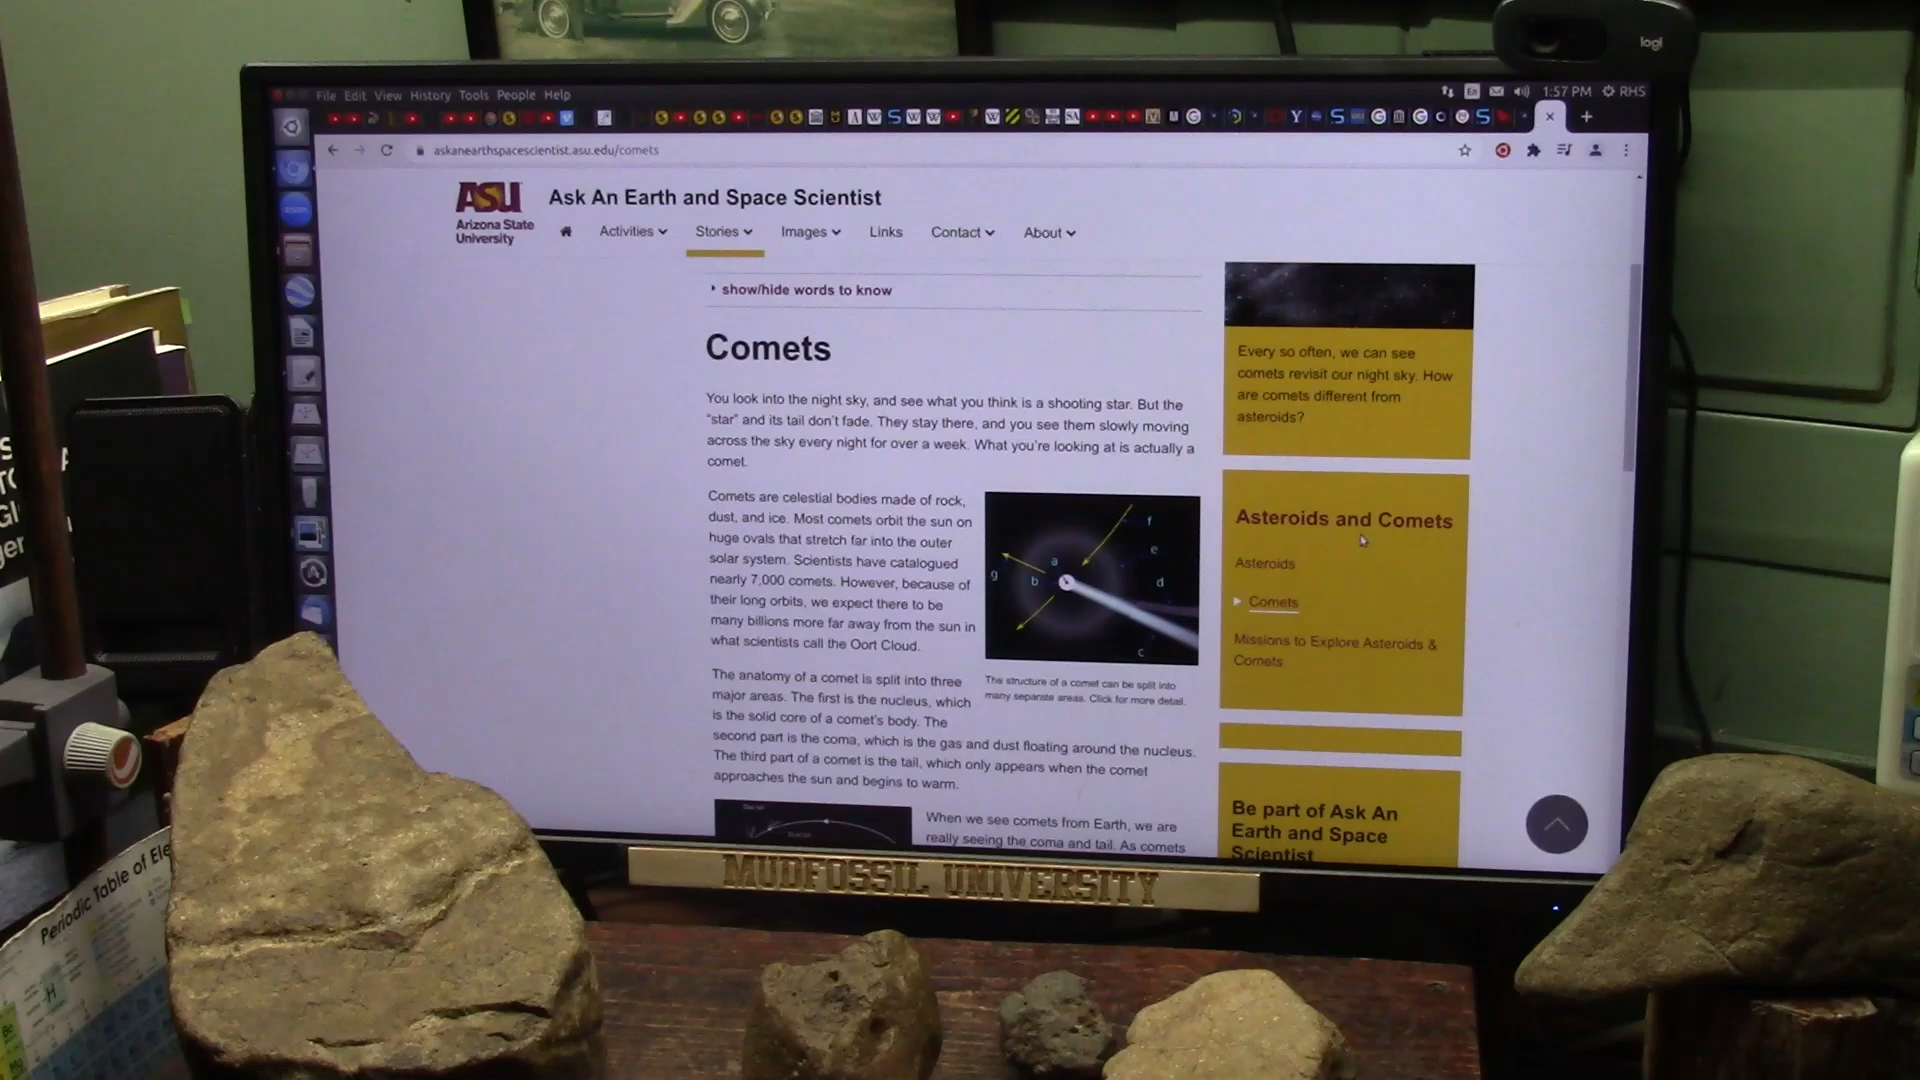 logi
File Edit View History Tools People Help
1:57 PM RHS
askanearthspacescientist.asu.edu/comets
ASU
Arizona State
University
Ask An Earth and Space Scientist
Activities
Stories
Images
Links
Contact
About
show/hide words to know
Comets
You look into the night sky, and see what you think is a shooting star. But the
“star” and its tail don’t fade. They stay there, and you see them slowly moving
across the sky every night for over a week. What you’re looking at is actually a
comet.
Comets are celestial bodies made of rock,
dust, and ice. Most comets orbit the sun on
huge ovals that stretch far into the outer
solar system. Scientists have catalogued
nearly 7,000 comets. However, because of
their long orbits, we expect there to be
many billions more far away from the sun in
what scientists call the Oort Cloud.
f
e
a
g
b
d
c
The structure of a comet can be split into
many separate areas. Click for more detail.
The anatomy of a comet is split into three
major areas. The first is the nucleus, which
is the solid core of a comet’s body. The
second part is the coma, which is the gas and dust floating around the nucleus.
The third part of a comet is the tail, which only appears when the comet
approaches the sun and begins to warm.
When we see comets from Earth, we are
really seeing the coma and tail. As comets
Every so often, we can see
comets revisit our night sky. How
are comets different from
asteroids?
Asteroids and Comets
Asteroids
Comets
Missions to Explore Asteroids &
Comets
Be part of Ask An
Earth and Space
Scientist
MUDFOSSIL UNIVERSITY
Periodic Table of Ele
H
Be